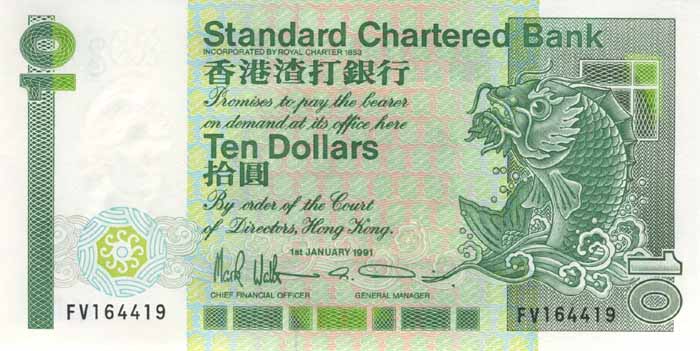 10
Standard Chartered Bank
INCORPORATED BY ROYAL CHARTER 1853
香港渣打銀行
Promises to pay the bearer
on demand at its office here
Ten Dollars
拾圓
By order of the Court
of Directors, Hong Kong.
1st JANUARY 1991
Mark
CHIEF FINANCIAL OFFICER GENERAL MANAGER
FV164419 FV164419
10